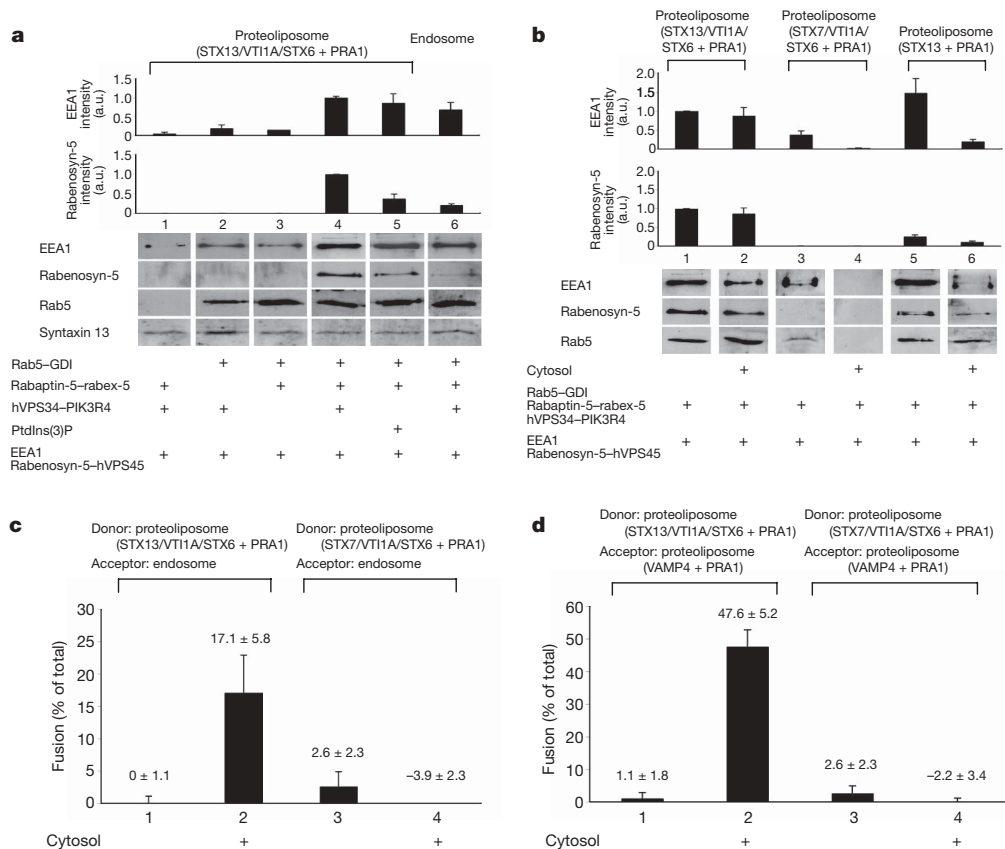 a
Proteoliposome
(STX13/VTI1A/STX6 + PRA1)
Endosome
EEA1
intensity
(a.u.)
1.5
1.0
0.5
0
Rabenosyn-5
intensity
(a.u.)
1.5
1.0
0.5
0
1 2 3 4 5 6
EEA1
Rabenosyn-5
Rab5
Syntaxin 13
Rab5–GDI + + + + +
Rabaptin-5–rabex-5 + + + + +
hVPS34–PIK3R4 + + + +
PtdIns(3)P +
EEA1
Rabenosyn-5–hVPS45 + + + + + +
b
Proteoliposome
(STX13/VTI1A/
STX6 + PRA1)
Proteoliposome
(STX7/VTI1A/
STX6 + PRA1)
Proteoliposome
(STX13 + PRA1)
EEA1
intensity
(a.u.)
2.0
1.5
1.0
0.5
0
Rabenosyn-5
intensity
(a.u.)
2.0
1.5
1.0
0.5
0
1 2 3 4 5 6
EEA1
Rabenosyn-5
Rab5
Cytosol + + +
Rab5–GDI
Rabaptin-5–rabex-5 + + + + + +
hVPS34–PIK3R4
EEA1 + + + + + +
Rabenosyn-5–hVPS45
c
Donor: proteoliposome
(STX13/VTI1A/STX6 + PRA1)
Acceptor: endosome
Donor: proteoliposome
(STX7/VTI1A/STX6 + PRA1)
Acceptor: endosome
Fusion (% of total)
30
25
20
15
10
5
0
0 ± 1.1
17.1 ± 5.8
2.6 ± 2.3
–3.9 ± 2.3
1 2 3 4
Cytosol + +
d
Donor: proteoliposome
(STX13/VTI1A/STX6 + PRA1)
Acceptor: proteoliposome
(VAMP4 + PRA1)
Donor: proteoliposome
(STX7/VTI1A/STX6 + PRA1)
Acceptor: proteoliposome
(VAMP4 + PRA1)
Fusion (% of total)
60
50
40
30
20
10
0
1.1 ± 1.8
47.6 ± 5.2
2.6 ± 2.3
–2.2 ± 3.4
1 2 3 4
Cytosol + +